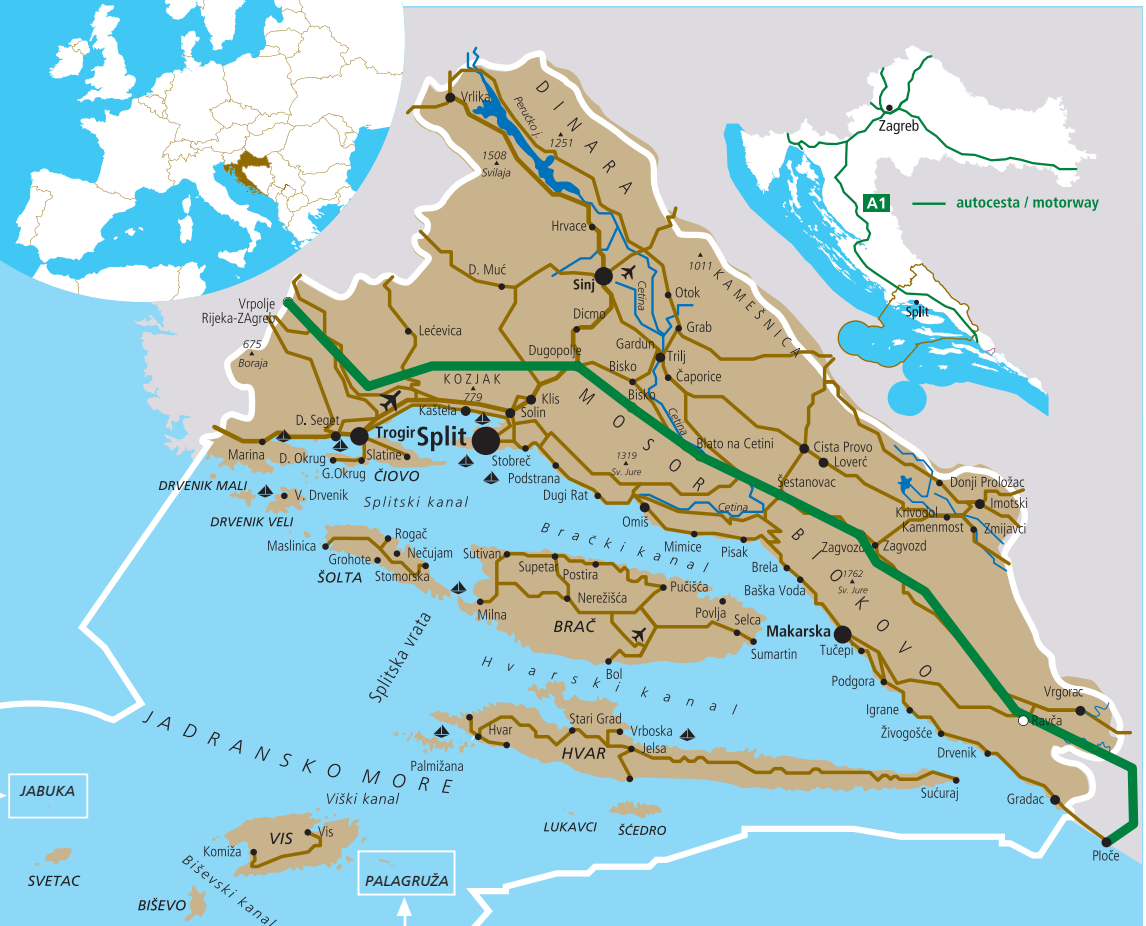 Zagreb
A1
autocesta / motorway
Split
Vrlika
Peručko j.
DINARA
1251
1508
Svilaja
Hrvace
1011
KAMEŠNICA
D. Muć
Sinj
Cetina
Otok
Vrpolje
Rijeka-ZAgreb
Lećevica
Dicmo
Grab
675
Boraja
Dugopolje
Gardun
Trilj
KOZJAK
779
Bisko
Čaporice
Bisko
Klis
Kaštela
Solin
MOSOR
Cetina
D. Seget
Trogir
Split
Blato na Cetini
Cista Provo
Loverć
Marina
D. Okrug
G.Okrug
Slatine
ČIOVO
Stobreč
Podstrana
1319
Sv. Jure
Šestanovac
Donji Proložac
Imotski
DRVENIK MALI
V. Drvenik
DRVENIK VELI
Splitski kanal
Dugi Rat
Omiš
Cetina
Krivodol
Kamenmost
Zmijavci
Maslinica
Rogač
Nečujam
Grohote
Stomorska
ŠOLTA
Brački kanal
Mimice
Pisak
Zagvozd
Zagvozd
BIOKOVO
Sutivan
Supetar
Postira
Pučišća
Brela
Baška Voda
1762
Sv. Jure
Milna
Nerežišća
Povlja
Selca
BRAČ
Sumartin
Makarska
Tučepi
Splitska vrata
Bol
Hvarski kanal
Podgora
Igrane
Živogošće
Drvenik
Vrgorac
Ravča
JADRANSKO MORE
Hvar
Stari Grad
Vrboska
Jelsa
HVAR
Palmižana
Sućuraj
Gradac
Ploče
JABUKA
Viški kanal
LUKAVCI
ŠĆEDRO
VIS
Vis
Komiža
SVETAC
Biševski kanal
BIŠEVO
PALAGRUŽA